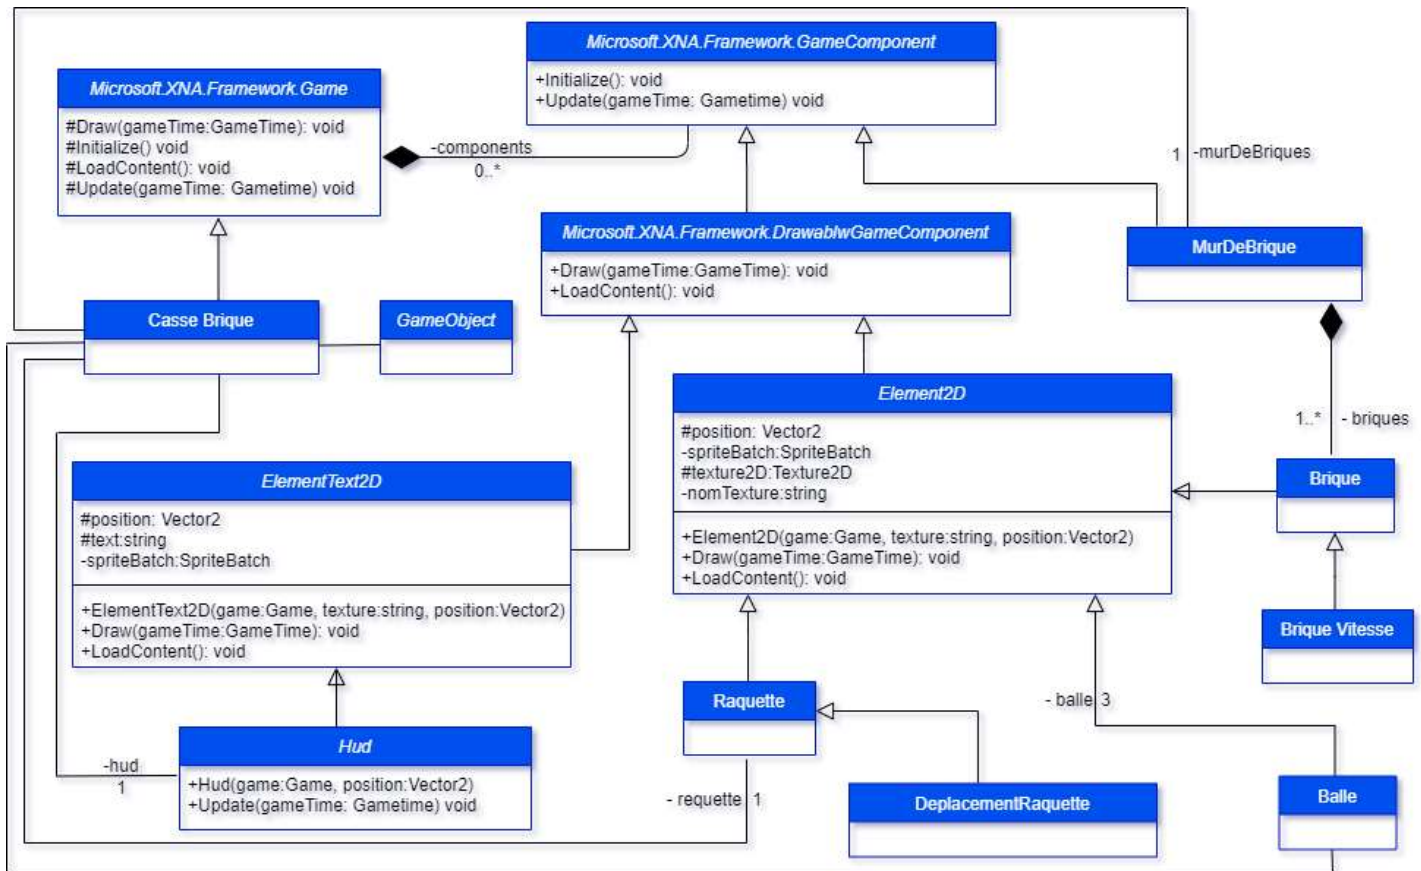 Microsoft.XNA.Framework.GameComponent
+Initialize(): void
+Update(gameTime: Gametime) void
Microsoft.XNA.Framework.Game
#Draw(gameTime:GameTime): void
#Initialize() void
#LoadContent(): void
#Update(gameTime: Gametime) void
-components
0..*
1
-murDeBriques
Microsoft.XNA.Framework.DrawablwGameComponent
+Draw(gameTime:GameTime): void
+LoadContent(): void
MurDeBrique
Casse Brique
GameObject
Element2D
#position: Vector2
-spriteBatch:SpriteBatch
#texture2D:Texture2D
-nomTexture:string
+Element2D(game:Game, texture:string, position:Vector2)
+Draw(gameTime:GameTime): void
+LoadContent(): void
1..*
- briques
Brique
ElementText2D
#position: Vector2
#text:string
-spriteBatch:SpriteBatch
+ElementText2D(game:Game, texture:string, position:Vector2)
+Draw(gameTime:GameTime): void
+LoadContent(): void
Brique Vitesse
Raquette
- balle 3
Hud
+Hud(game:Game, position:Vector2)
+Update(gameTime: Gametime) void
-hud
1
- requette 1
DeplacementRaquette
Balle